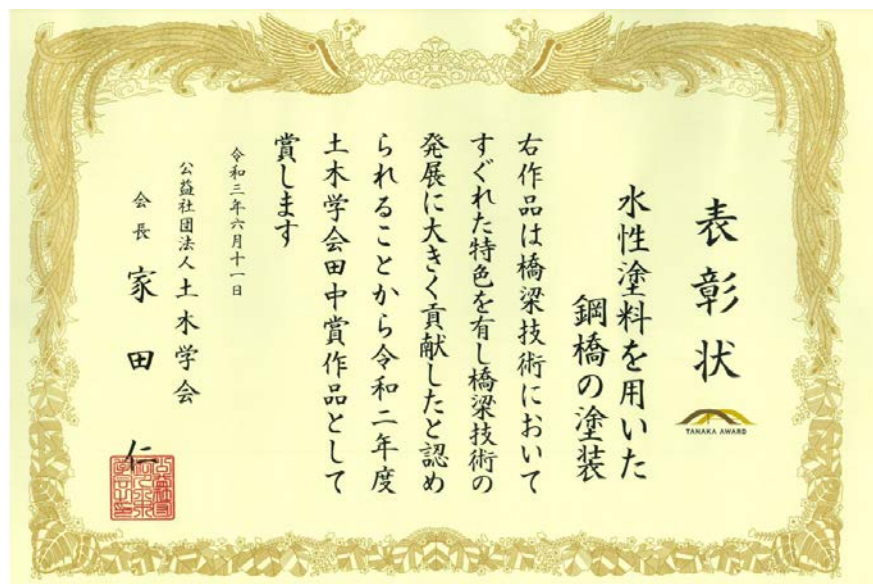 表彰状
TANAKA AWARD
水性塗料を用いた
鋼橋の塗装
右作品は橋梁技術において
すぐれた特色を有し橋梁技術の
発展に大きく貢献したと認め
られることから令和二年度
土木学会田中賞作品として
賞します
令和三年六月十一日
公益社団法人土木学会
会長 家田 仁